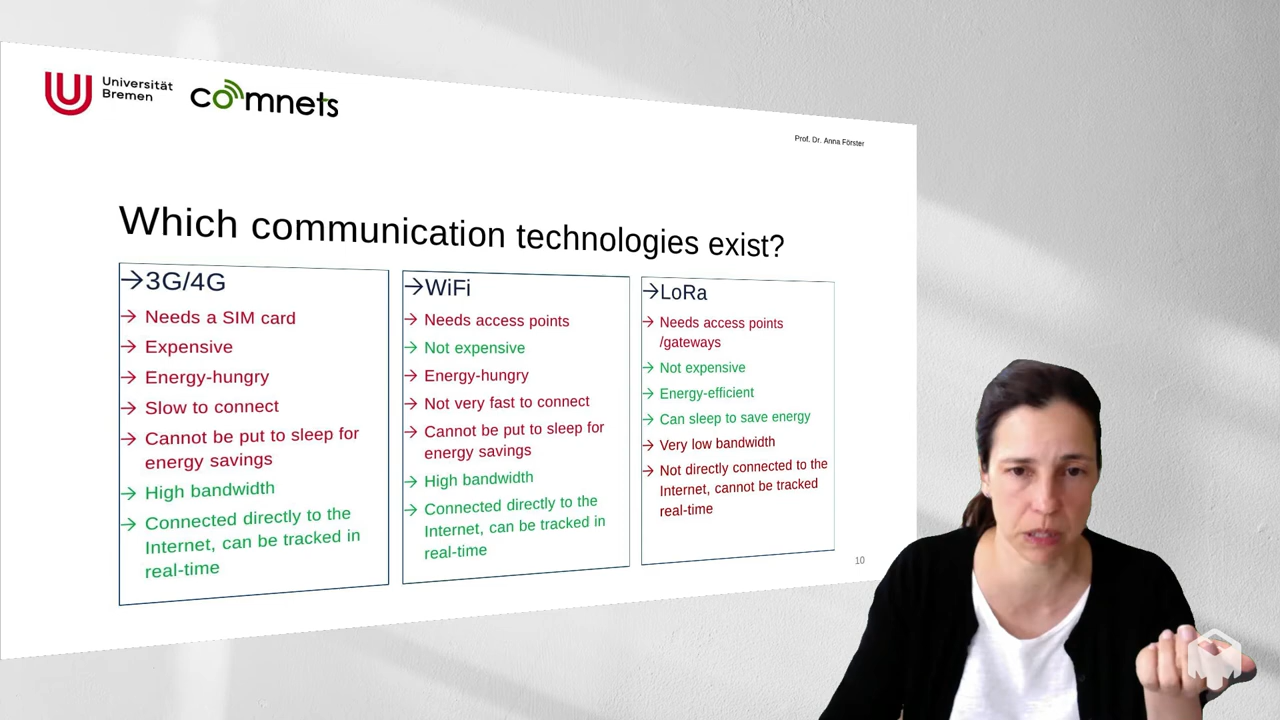 Universität
Bremen
comnets
Prof. Dr. Anna Förster
Which communication technologies exist?
→3G/4G
→ Needs a SIM card
→ Expensive
→ Energy-hungry
→ Slow to connect
→ Cannot be put to sleep for
energy savings
→ High bandwidth
→ Connected directly to the
Internet, can be tracked in
real-time
→WiFi
→ Needs access points
→ Not expensive
→ Energy-hungry
→ Not very fast to connect
→ Cannot be put to sleep for
energy savings
→ High bandwidth
→ Connected directly to the
Internet, can be tracked in
real-time
→LoRa
→ Needs access points
/gateways
→ Not expensive
→ Energy-efficient
→ Can sleep to save energy
→ Very low bandwidth
→ Not directly connected to the
Internet, cannot be tracked
real-time
10